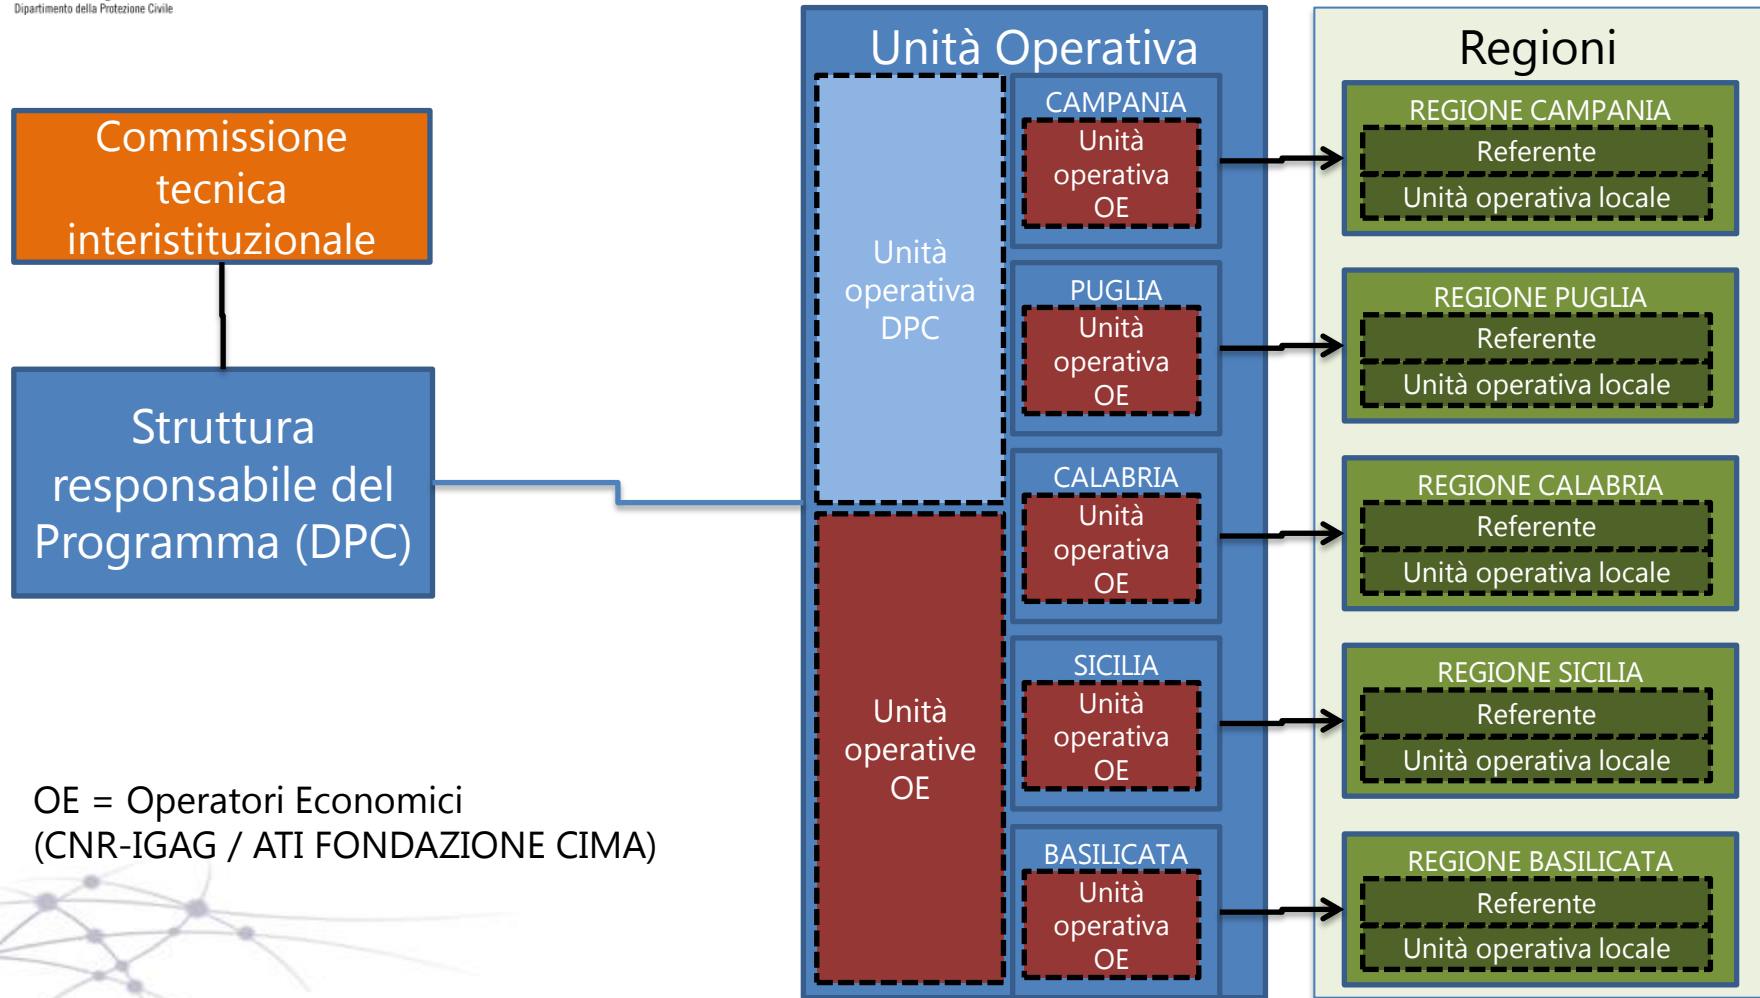 Dipartimento della Protezione Civile
Commissione
tecnica
interistituzionale
Struttura
responsabile del
Programma (DPC)
OE = Operatori Economici
(CNR-IGAG / ATI FONDAZIONE CIMA)
Unità Operativa
Unità
operativa
DPC
Unità
operative
OE
CAMPANIA
Unità
operativa
OE
PUGLIA
Unità
operativa
OE
CALABRIA
Unità
operativa
OE
SICILIA
Unità
operativa
OE
BASILICATA
Unità
operativa
OE
Regioni
REGIONE CAMPANIA
Referente
Unità operativa locale
REGIONE PUGLIA
Referente
Unità operativa locale
REGIONE CALABRIA
Referente
Unità operativa locale
REGIONE SICILIA
Referente
Unità operativa locale
REGIONE BASILICATA
Referente
Unità operativa locale